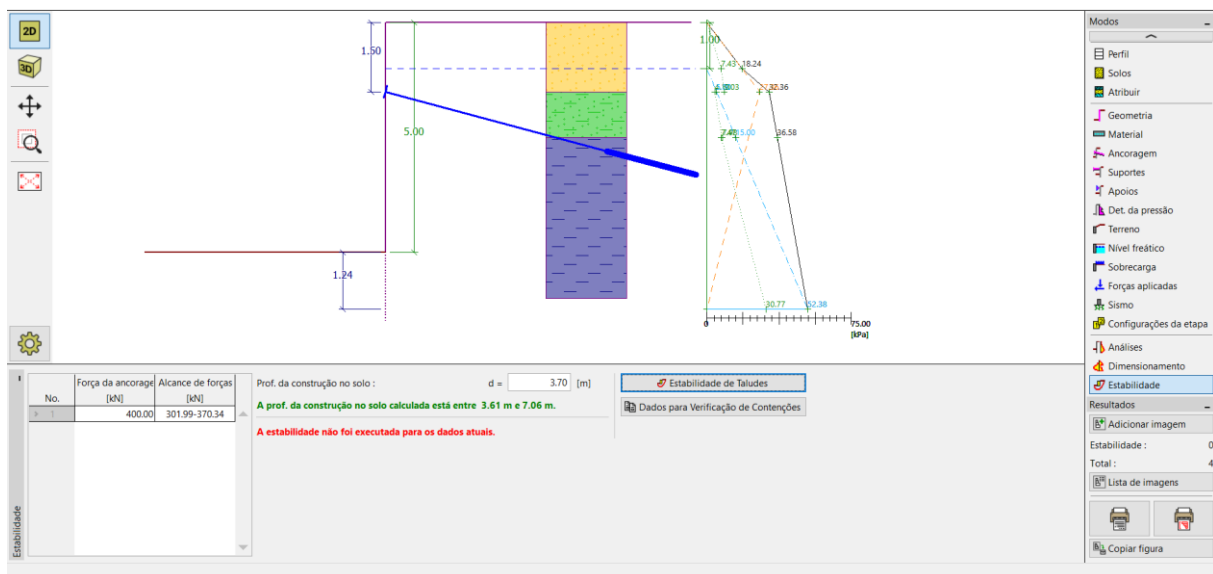 2D
3D
1.50
5.00
1.24
1.00
7.43
18.24
32.36
7.47
15.00
36.58
30.77
52.38
0
75.00
[kPa]
Modos
Perfil
Solos
Atribuir
Geometria
Material
Ancoragem
Suportes
Apoios
Det. da pressão
Terreno
Nível freático
Sobrecarga
Forças aplicadas
Sismo
Configurações da etapa
Análises
Dimensionamento
Estabilidade
Resultados
Adicionar imagem
Estabilidade : 0
Total : 4
Lista de imagens
Copiar figura
Estabilidade
No.
Força da ancorage
[kN]
Alcance de forças
[kN]
1 400.00 301.99-370.34
Prof. da construção no solo : d = 3.70 [m]
A prof. da construção no solo calculada está entre 3.61 m e 7.06 m.
A estabilidade não foi executada para os dados atuais.
Estabilidade de Taludes
Dados para Verificação de Contenções